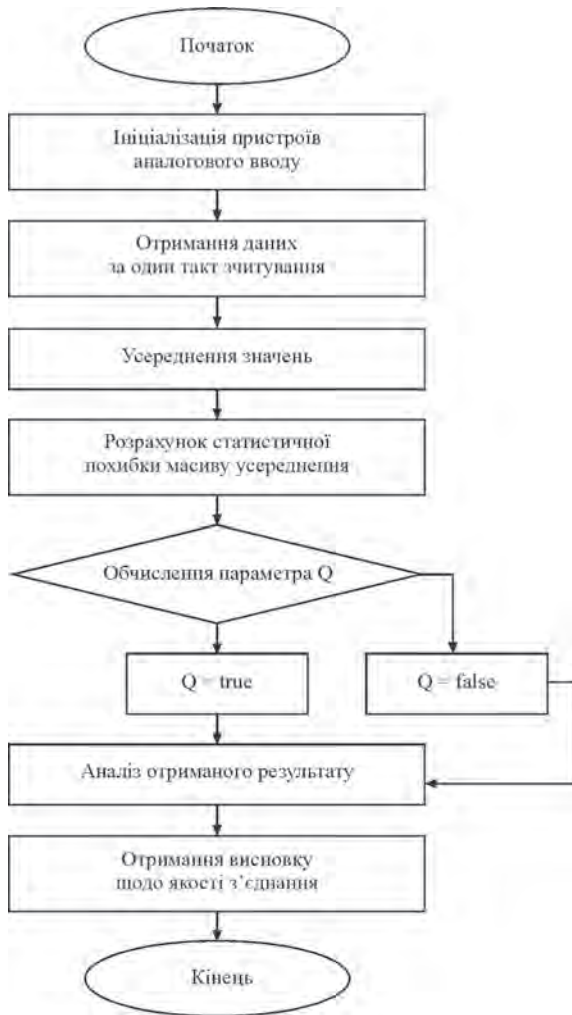 Початок
Ініціалізація пристроїв
аналогового вводу
Отримання даних
за один такт зчитування
Усереднення значень
Розрахунок статистичної
похибки масиву усереднення
Обчислення параметра Q
Q = true
Q = false
Аналіз отриманого результату
Отримання висновку
щодо якості з’єднання
Кінець